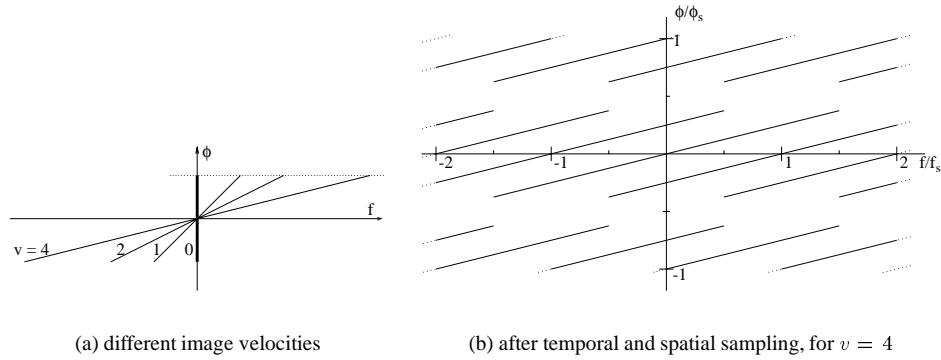 ϕ
f
v = 4
2
1
0
(a) different image velocities
ϕ/ϕs
1
-2
-1
1
2
f/fs
-1
(b) after temporal and spatial sampling, for v = 4